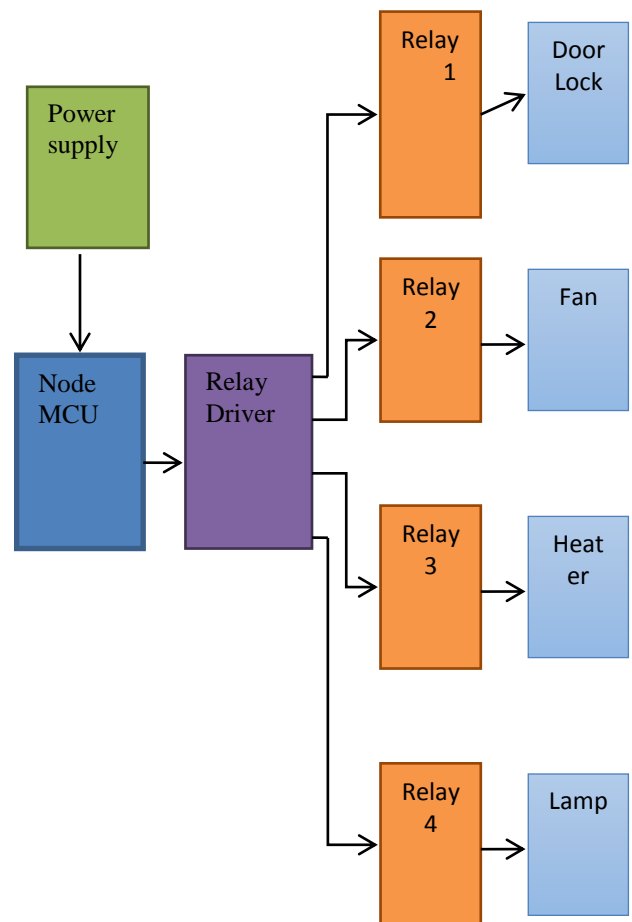 Power
supply
Node
MCU
Relay
Driver
Relay
1
Door
Lock
Relay
2
Fan
Relay
3
Heat
er
Relay
4
Lamp